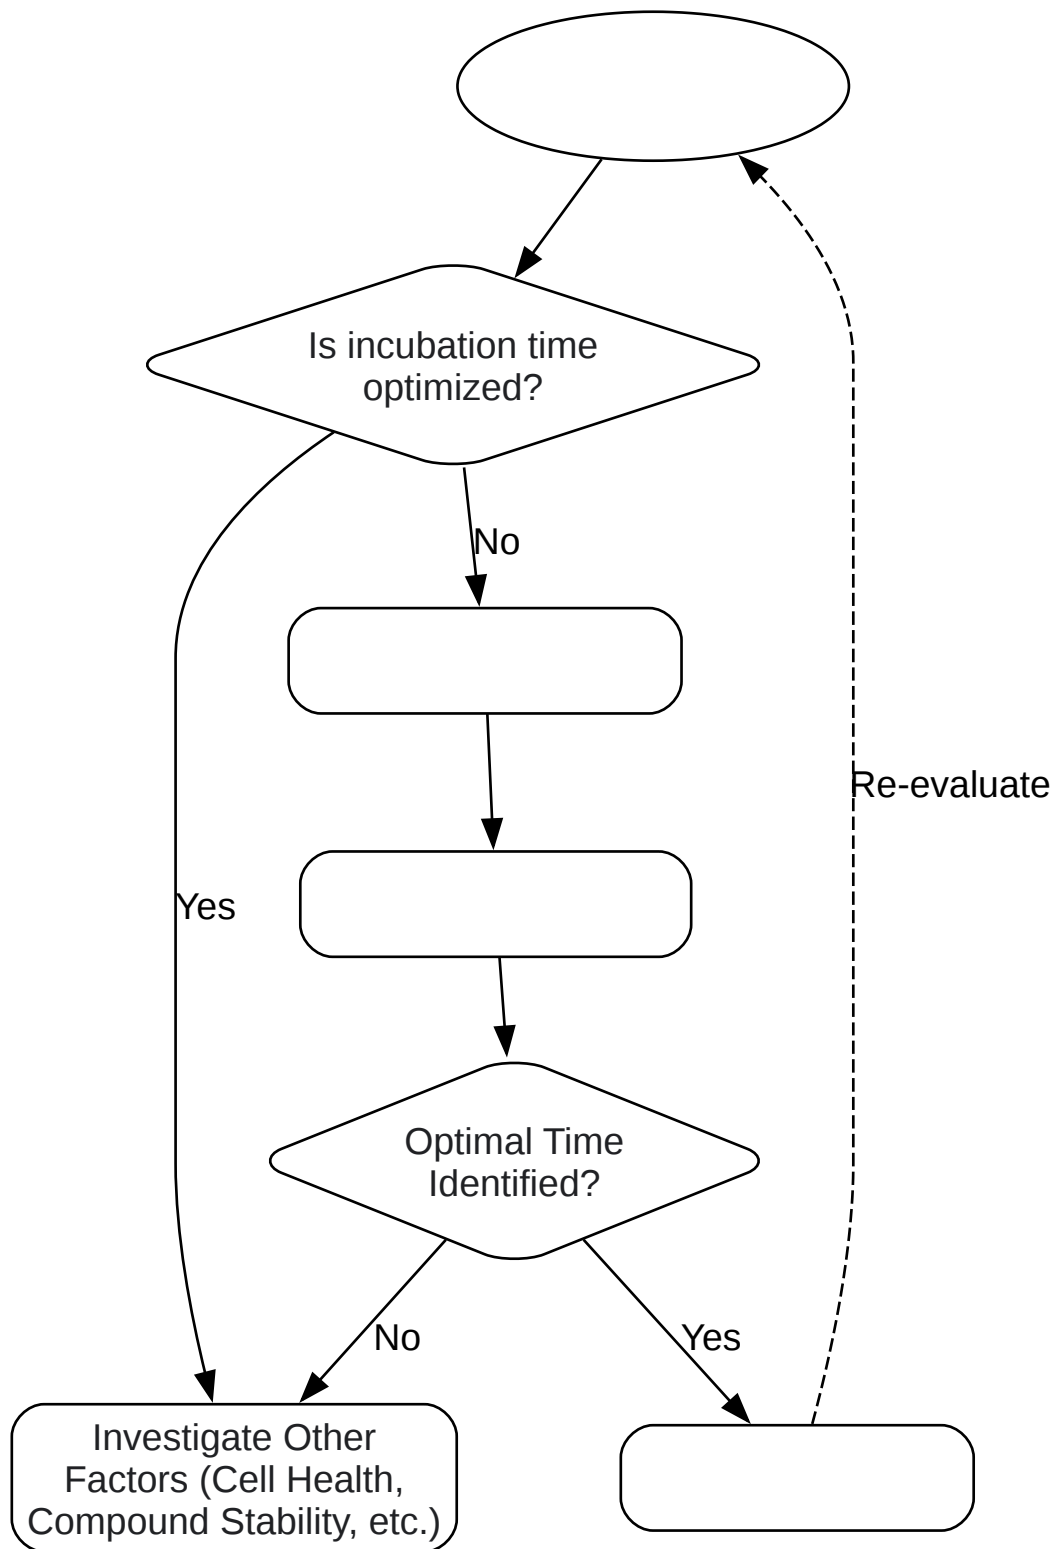 Is incubation time
optimized?
No
Re-evaluate
Yes
Optimal Time
Identified?
No
Yes
Investigate Other
Factors (Cell Health,
Compound Stability, etc.)